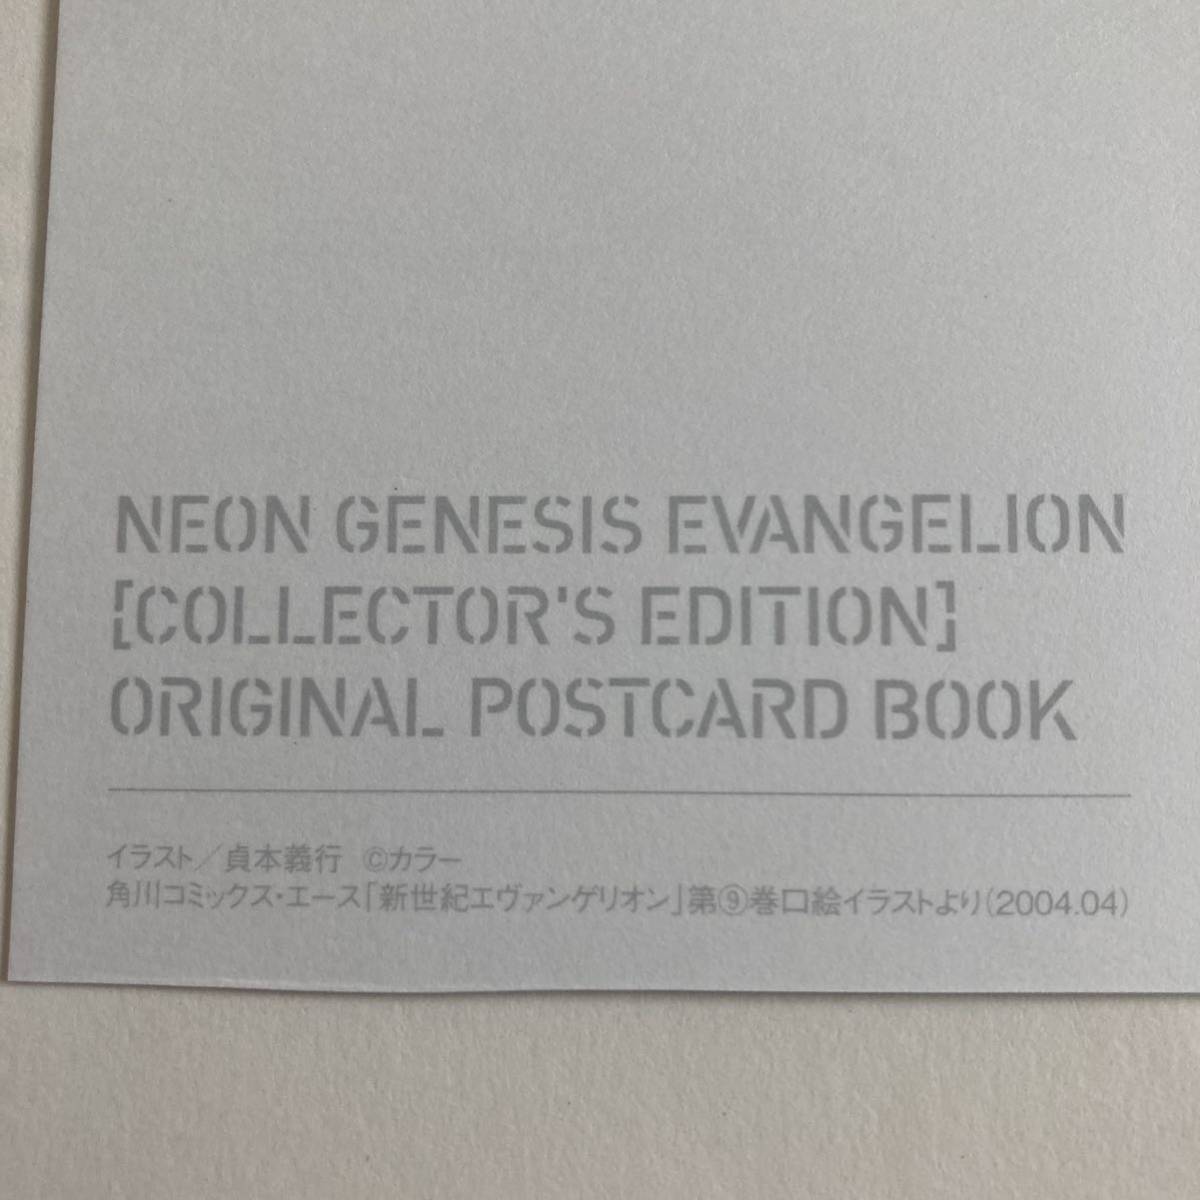 NEON GENESIS EVANGELION
[COLLECTOR'S EDITION]
ORIGINAL POSTCARD BOOK
イラスト／貞本義行 ©カラー
角川コミックス・エース「新世紀エヴァンゲリオン」第⑨巻口絵イラストより(2004.04)